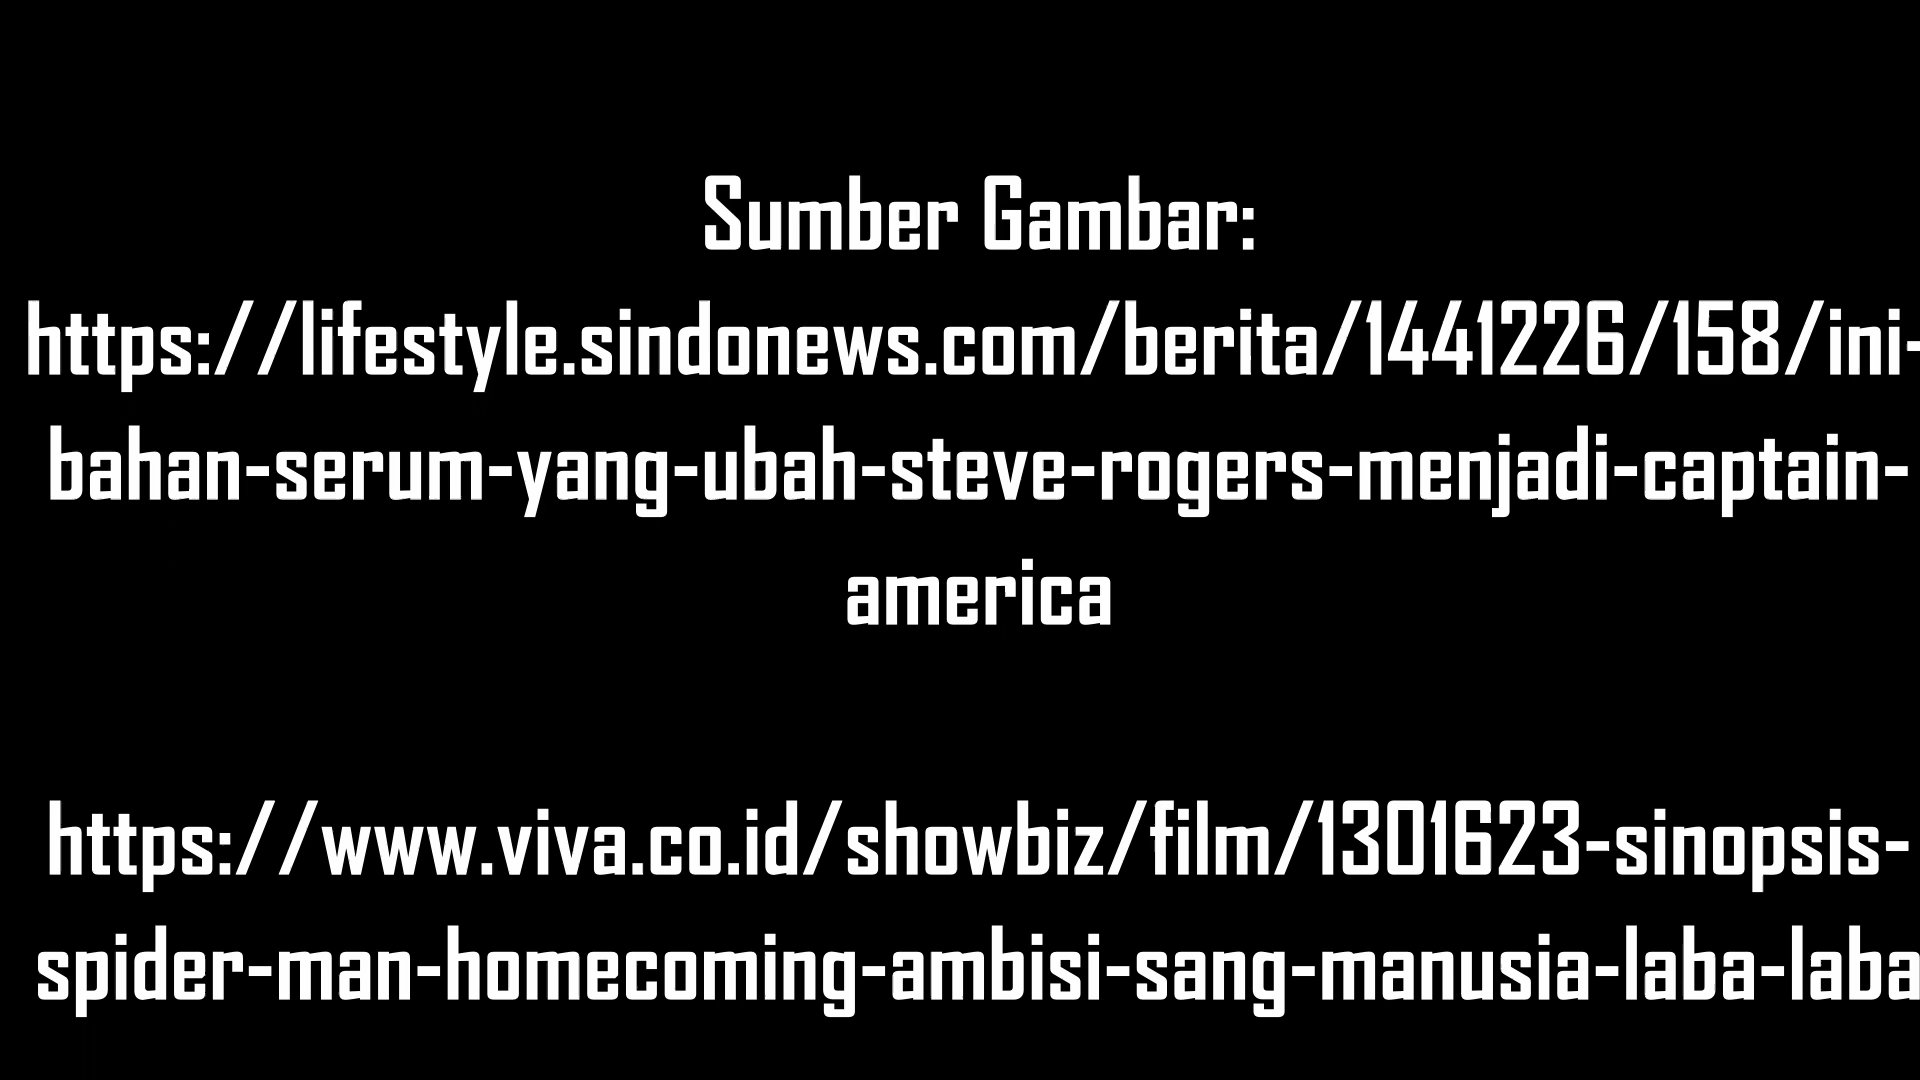 Sumber Gambar:
https://lifestyle.sindonews.com/berita/1441226/158/ini-
bahan-serum-yang-ubah-steve-rogers-menjadi-captain-
america
https://www.viva.co.id/showbiz/film/1301623-sinopsis-
spider-man-homecoming-ambisi-sang-manusia-laba-laba